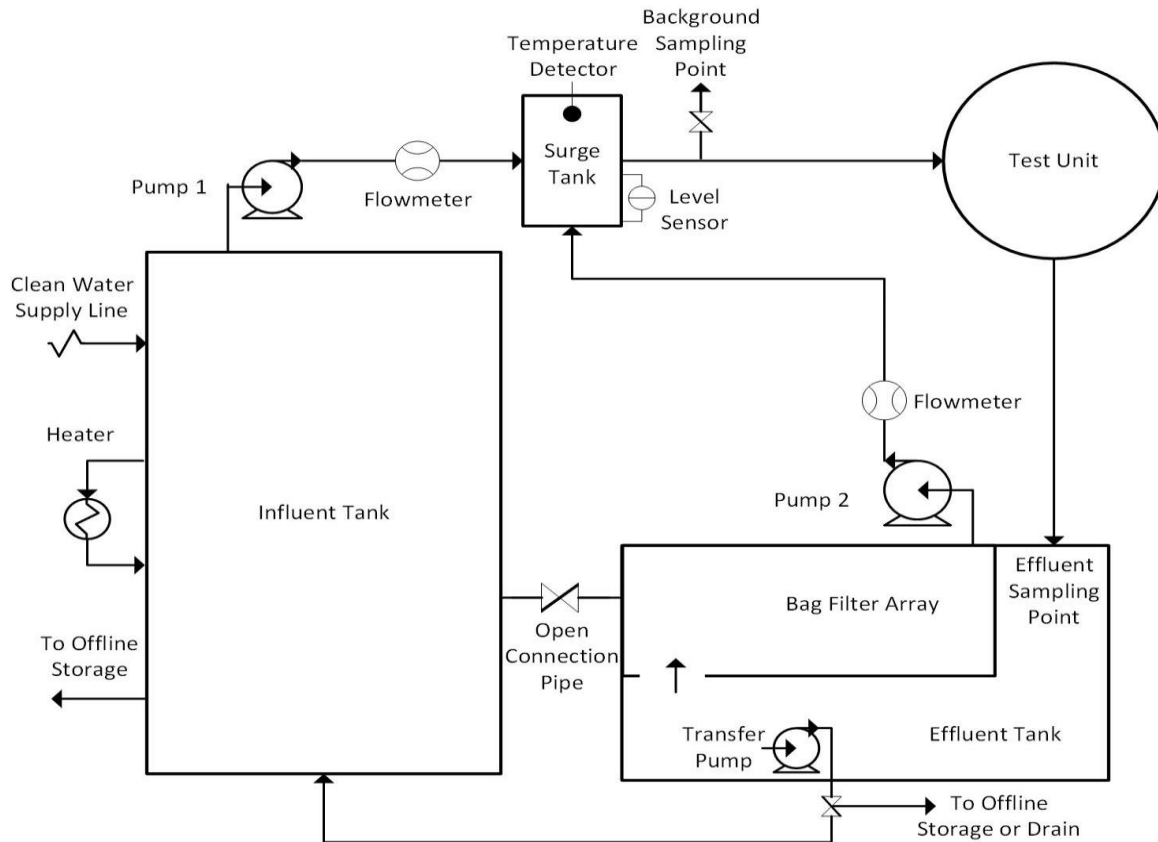 Background
Sampling
Point
Temperature
Detector
Surge
Tank
Test Unit
Pump 1
Flowmeter
Level
Sensor
Clean Water
Supply Line
Flowmeter
Heater
Pump 2
Influent Tank
Effluent
Sampling
Point
Bag Filter Array
Open
Connection
Pipe
To Offline
Storage
Transfer
Pump
Effluent Tank
To Offline
Storage or Drain